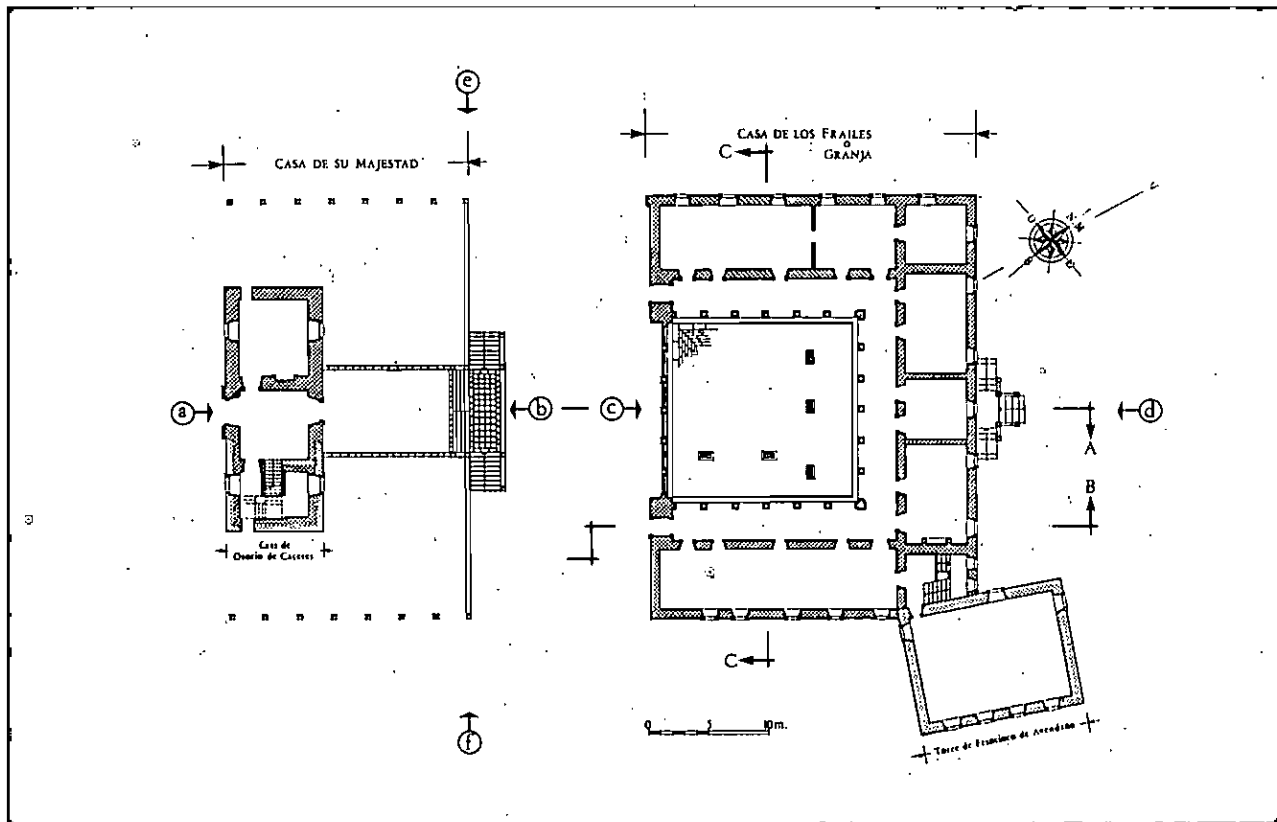 e
CASA DE SU MAJESTAD
CASA DE LOS FRAILES
O
GRANJA
C
a
b
c
d
A
B
Casa de
Osorio de Caceres
C
0 5 10m.
f
Torre de Francisco de Avendaño